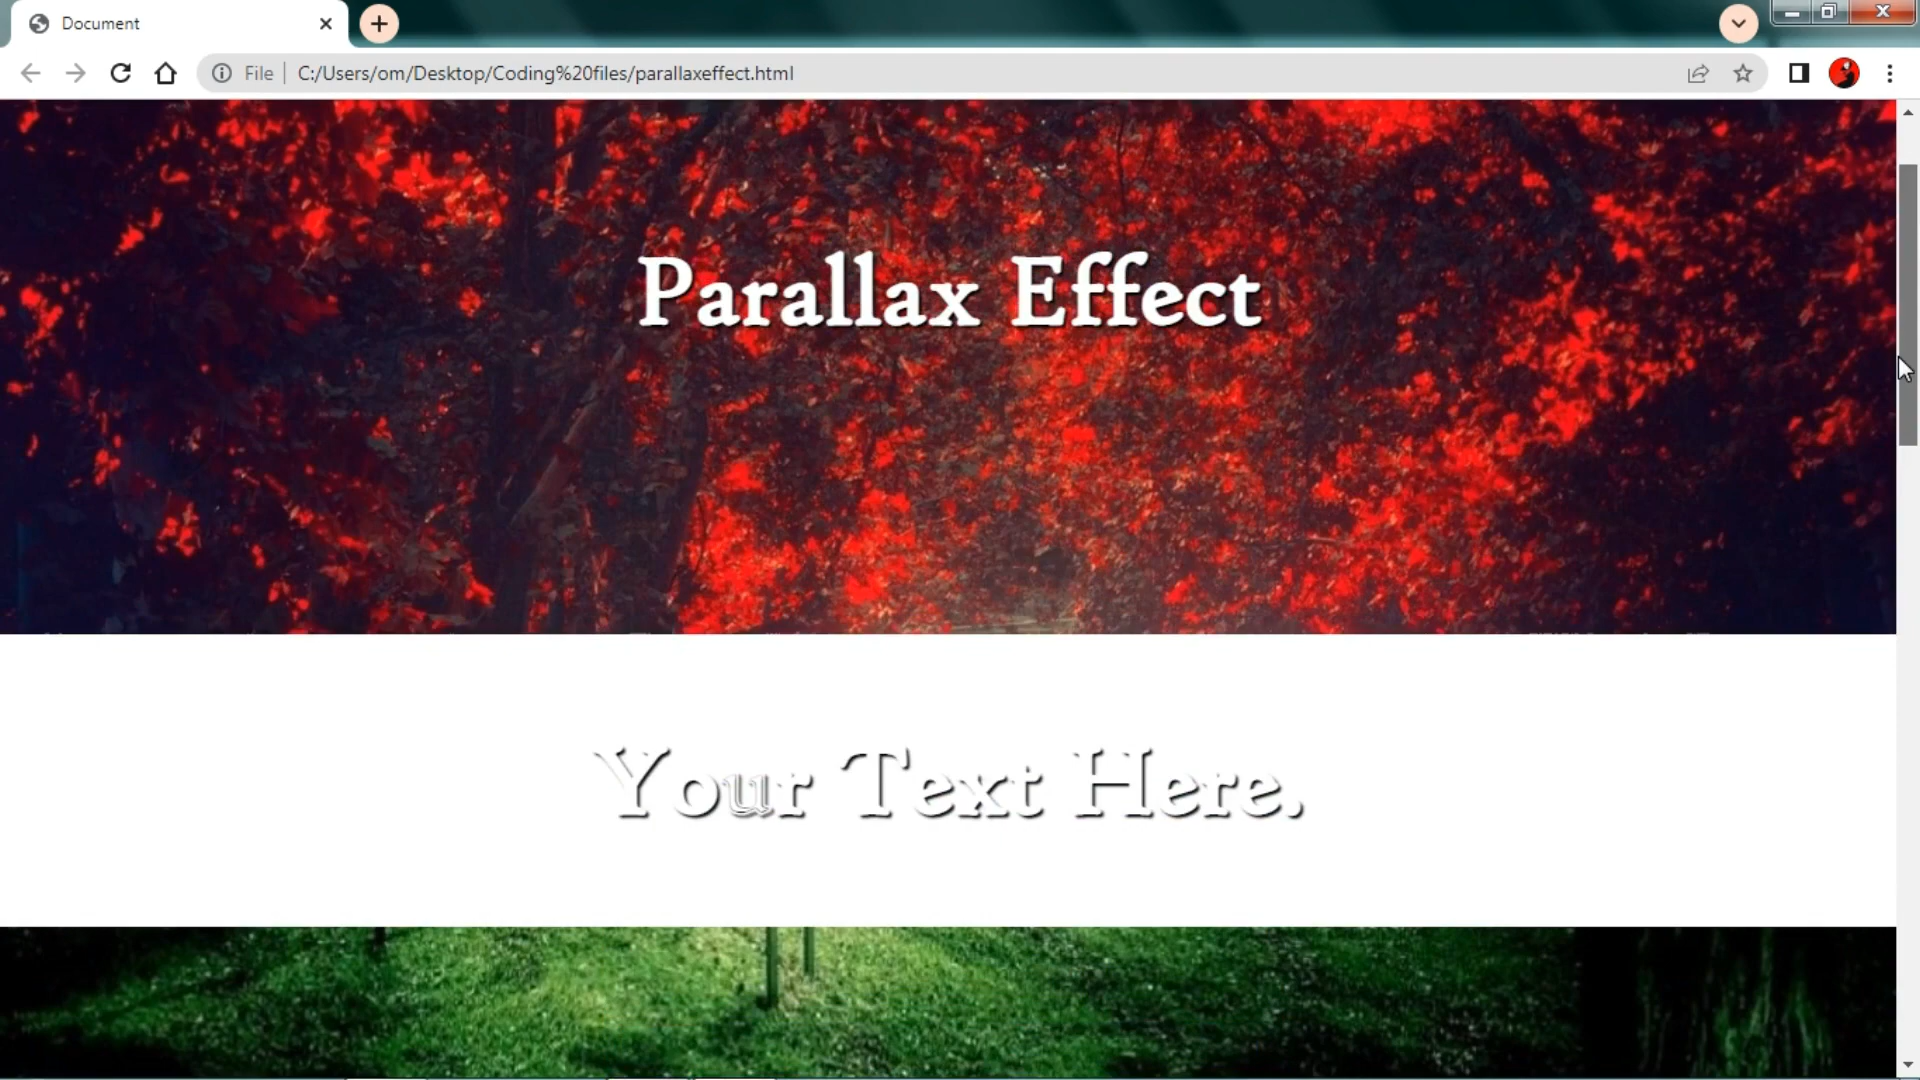 Document
File
C:/Users/om/Desktop/Coding%20files/parallaxeffect.html
Parallax Effect
Your Text Here.